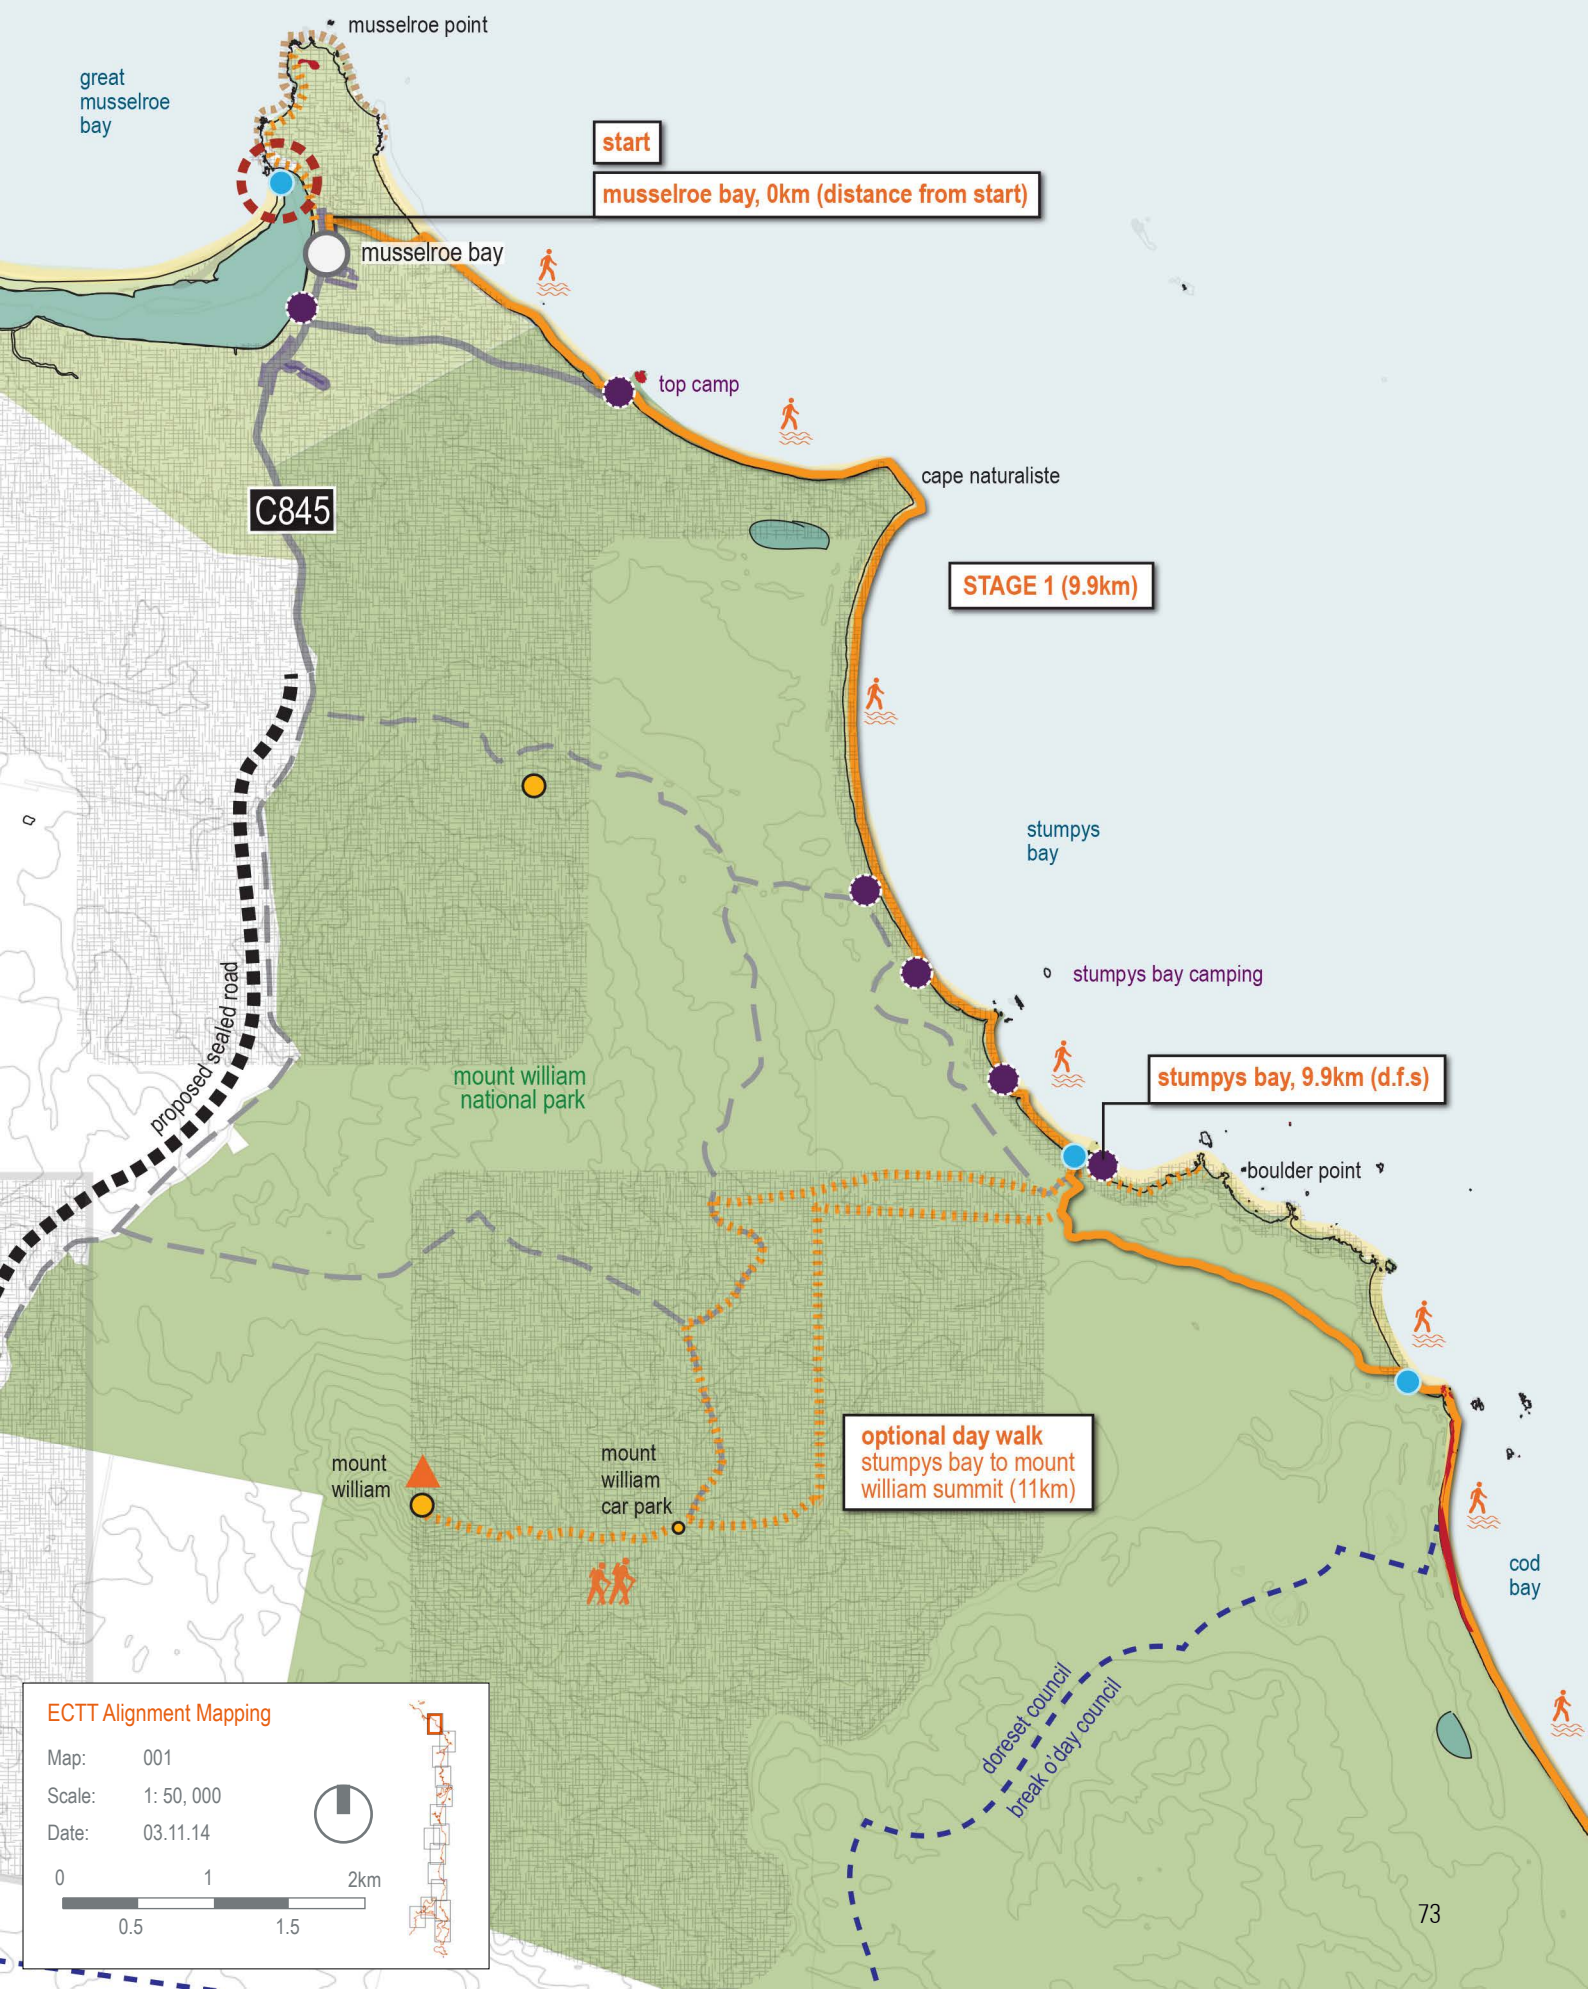 musselroe point
great
musselroe
bay
start
musselroe bay, 0km (distance from start)
musselroe bay
top camp
cape naturaliste
C845
STAGE 1 (9.9km)
stumpys
bay
proposed sealed road
stumpys bay camping
mount william
national park
stumpys bay, 9.9km (d.f.s)
boulder point
optional day walk
stumpys bay to mount
william summit (11km)
mount
william
mount
william
car park
cod
bay
doreset council
break o'day council
ECTT Alignment Mapping
Map: 001
Scale: 1: 50, 000
Date: 03.11.14
0 1 2km
0.5 1.5
73